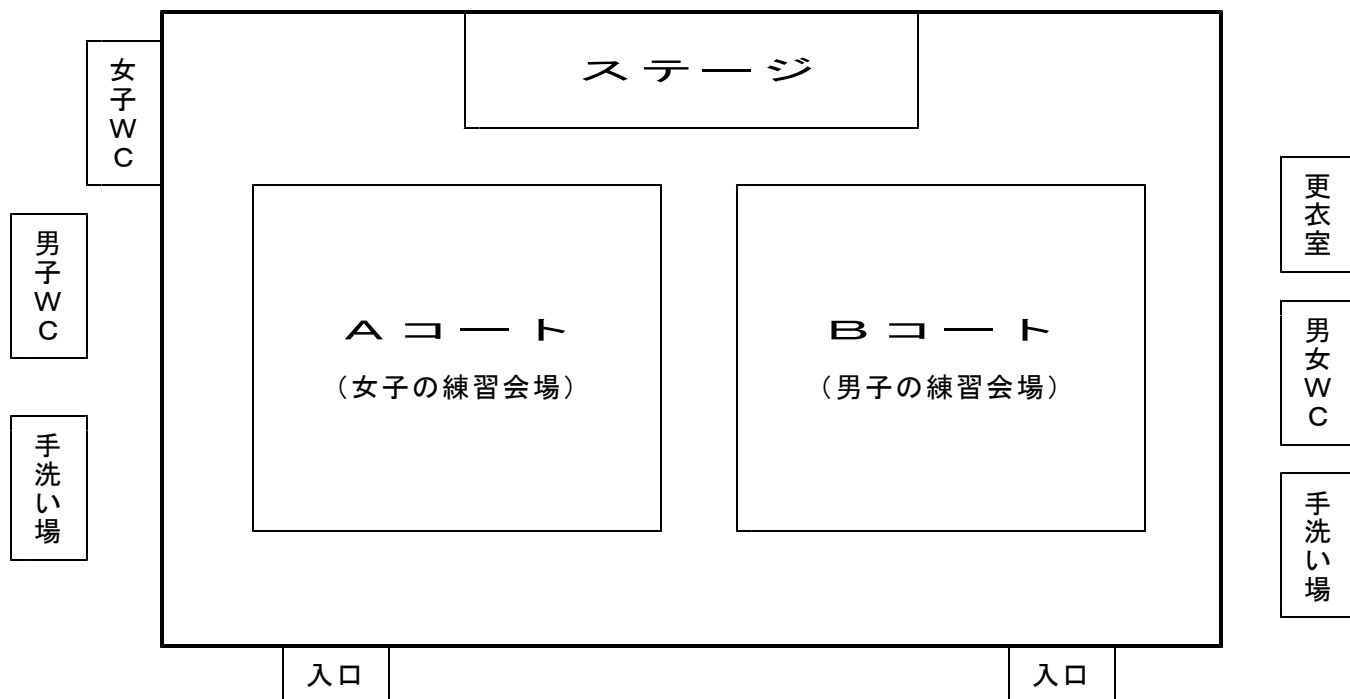 ステージ
女子WC
更衣室
男子WC
Aコート
(女子の練習会場)
Bコート
(男子の練習会場)
男女WC
手洗い場
手洗い場
入口
入口